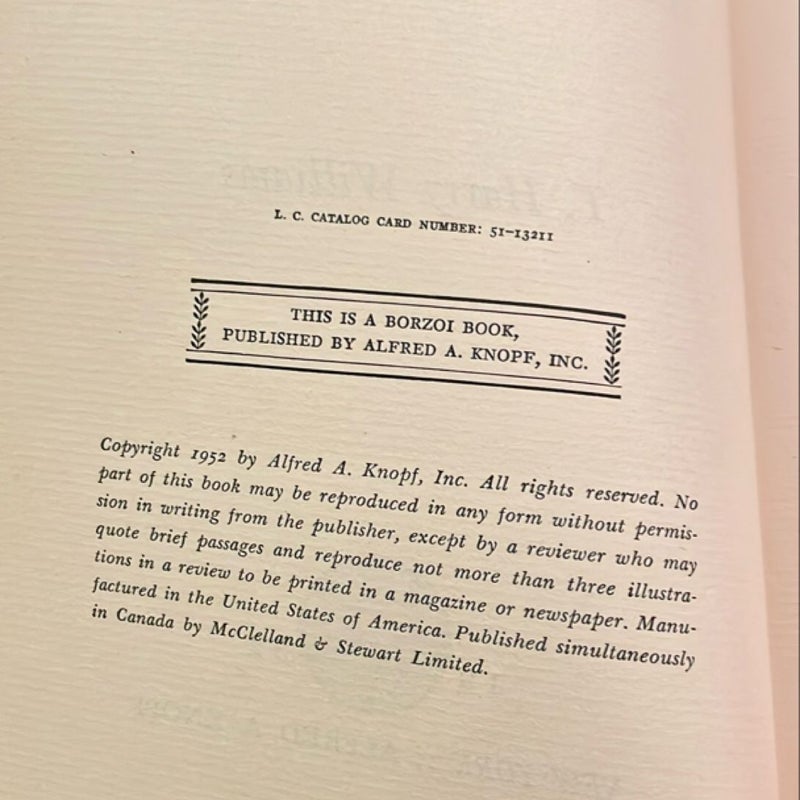 L. C. CATALOG CARD NUMBER: 51–13211
THIS IS A BORZOI BOOK,
PUBLISHED BY ALFRED A. KNOPF, INC.
Copyright 1952 by Alfred A. Knopf, Inc. All rights reserved. No
part of this book may be reproduced in any form without permis-
sion in writing from the publisher, except by a reviewer who may
quote brief passages and reproduce not more than three illustra-
tions in a review to be printed in a magazine or newspaper. Manu-
factured in the United States of America. Published simultaneously
in Canada by McClelland & Stewart Limited.